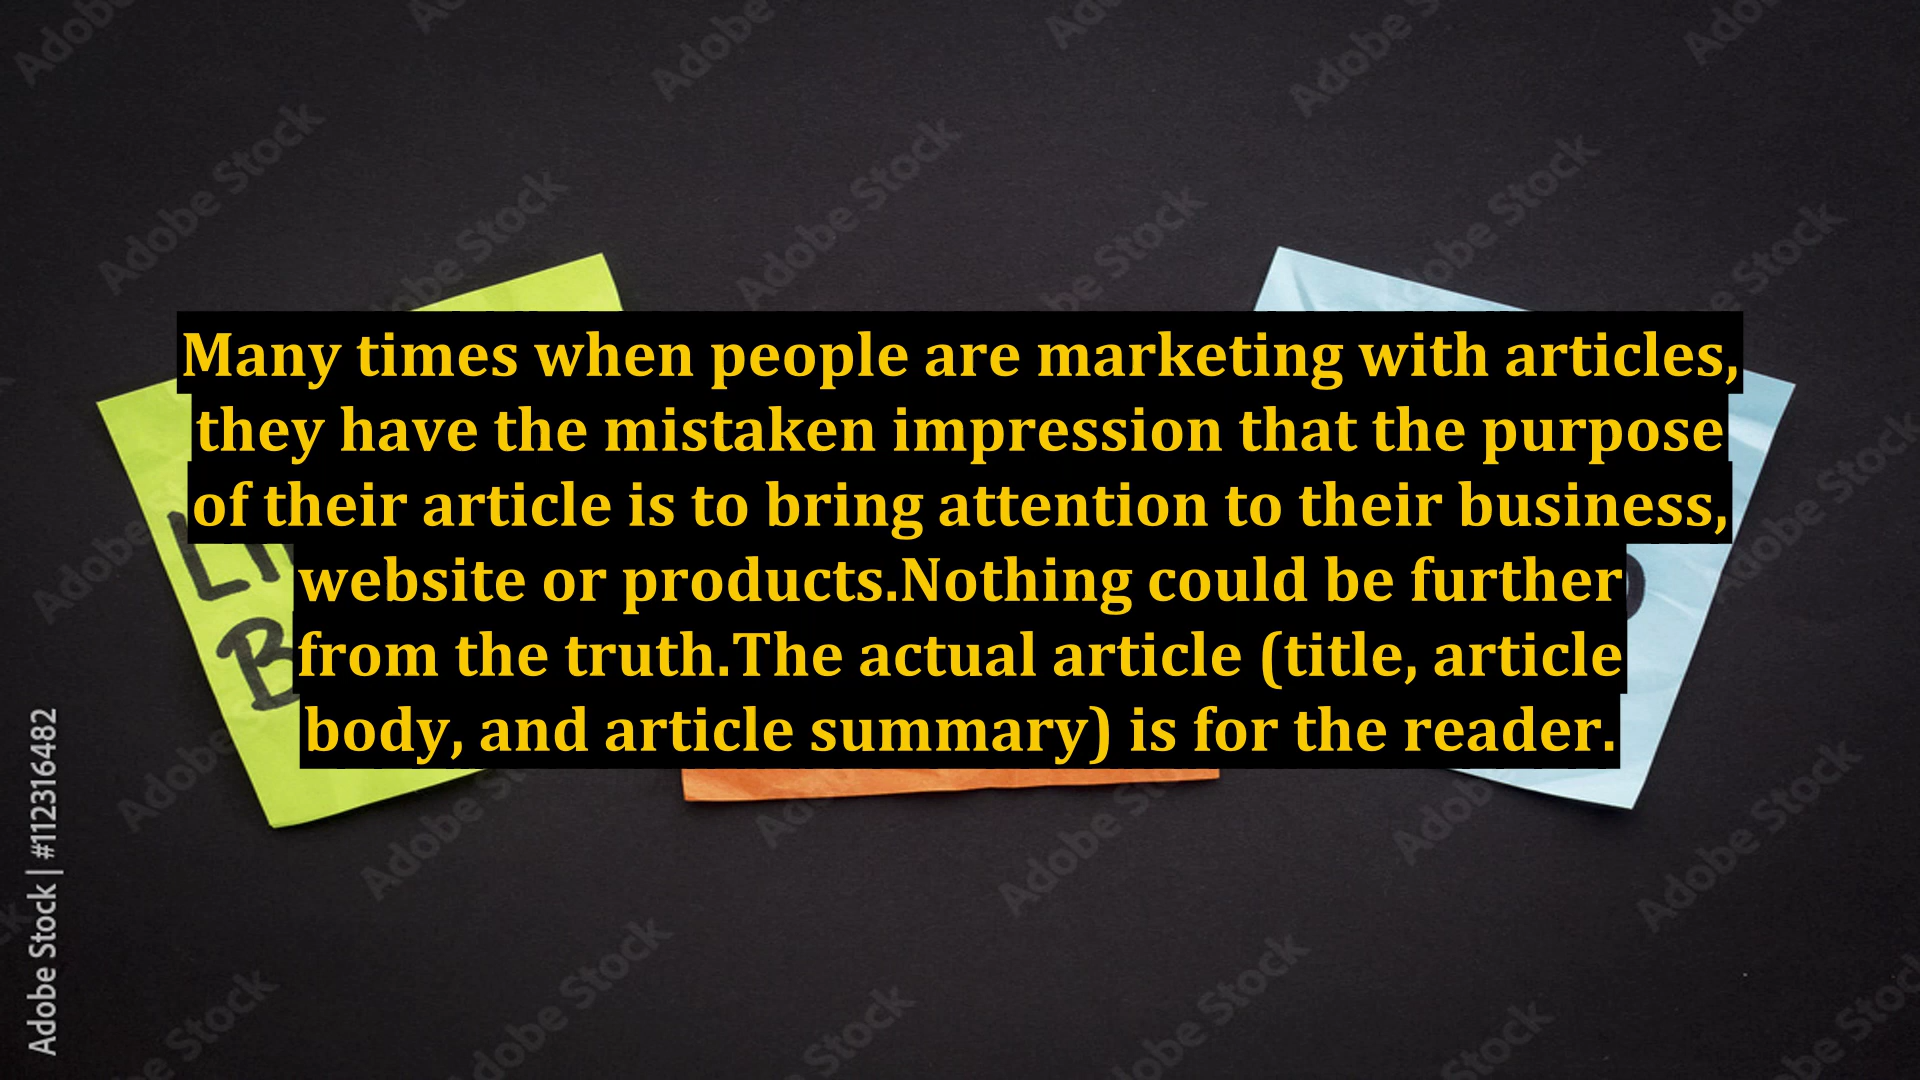 Many times when people are marketing with articles,
they have the mistaken impression that the purpose
of their article is to bring attention to their business,
website or products.Nothing could be further
from the truth.The actual article (title, article
body, and article summary) is for the reader.
Adobe Stock | #112316482
Adobe Stock